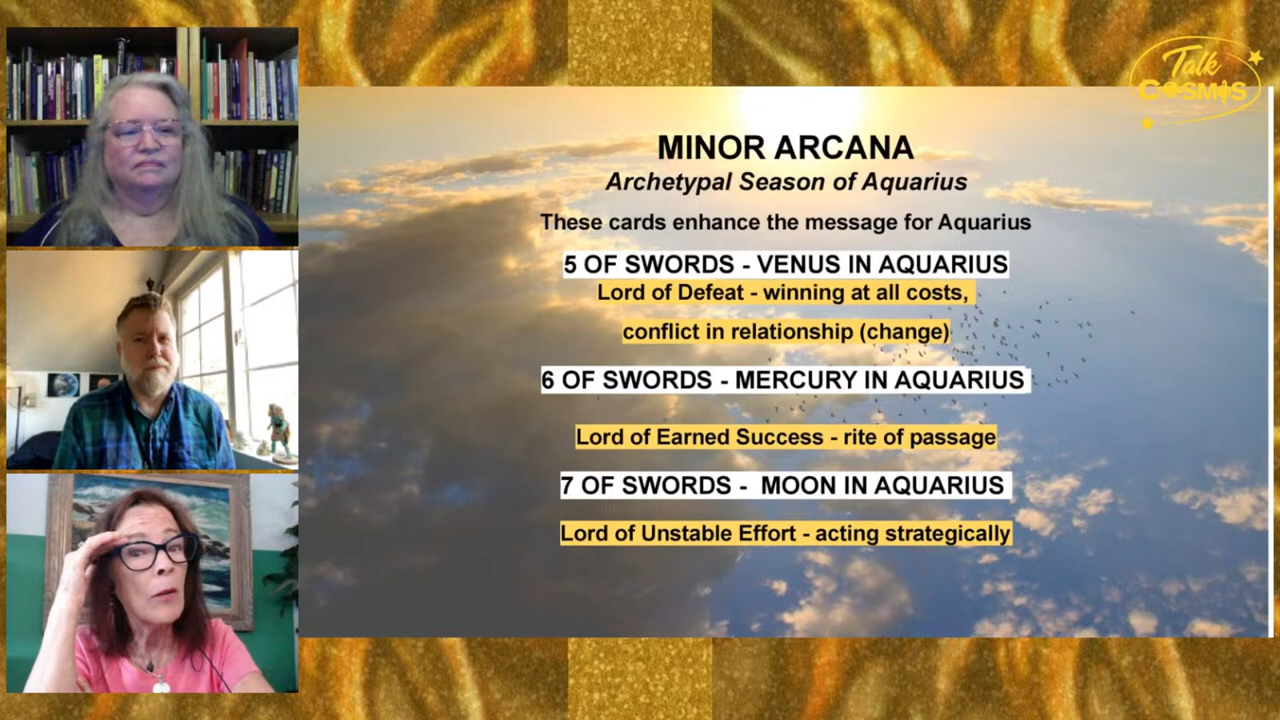 Talk
COSMIS
MINOR ARCANA
Archetypal Season of Aquarius
These cards enhance the message for Aquarius
5 OF SWORDS - VENUS IN AQUARIUS
Lord of Defeat - winning at all costs,
conflict in relationship (change)
6 OF SWORDS - MERCURY IN AQUARIUS
Lord of Earned Success - rite of passage
7 OF SWORDS - MOON IN AQUARIUS
Lord of Unstable Effort - acting strategically